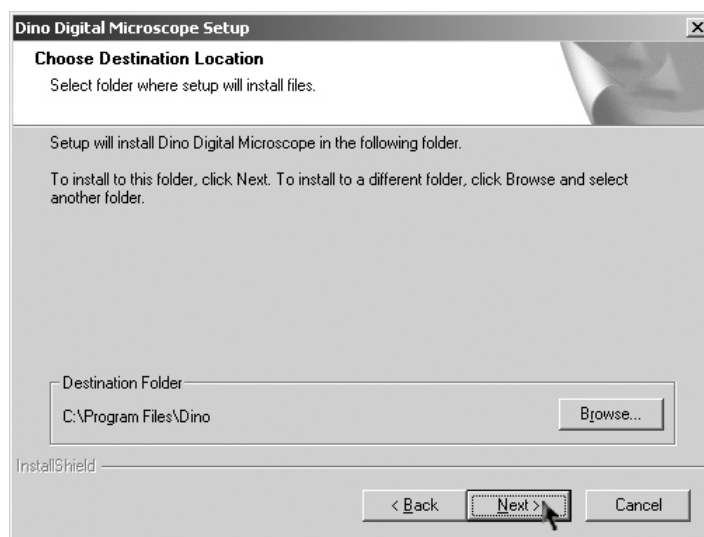 Dino Digital Microscope Setup
Choose Destination Location
Select folder where setup will install files.
Setup will install Dino Digital Microscope in the following folder.
To install to this folder, click Next. To install to a different folder, click Browse and select
another folder.
Destination Folder
C:\Program Files\Dino
Browse...
InstallShield
< Back
Next >
Cancel